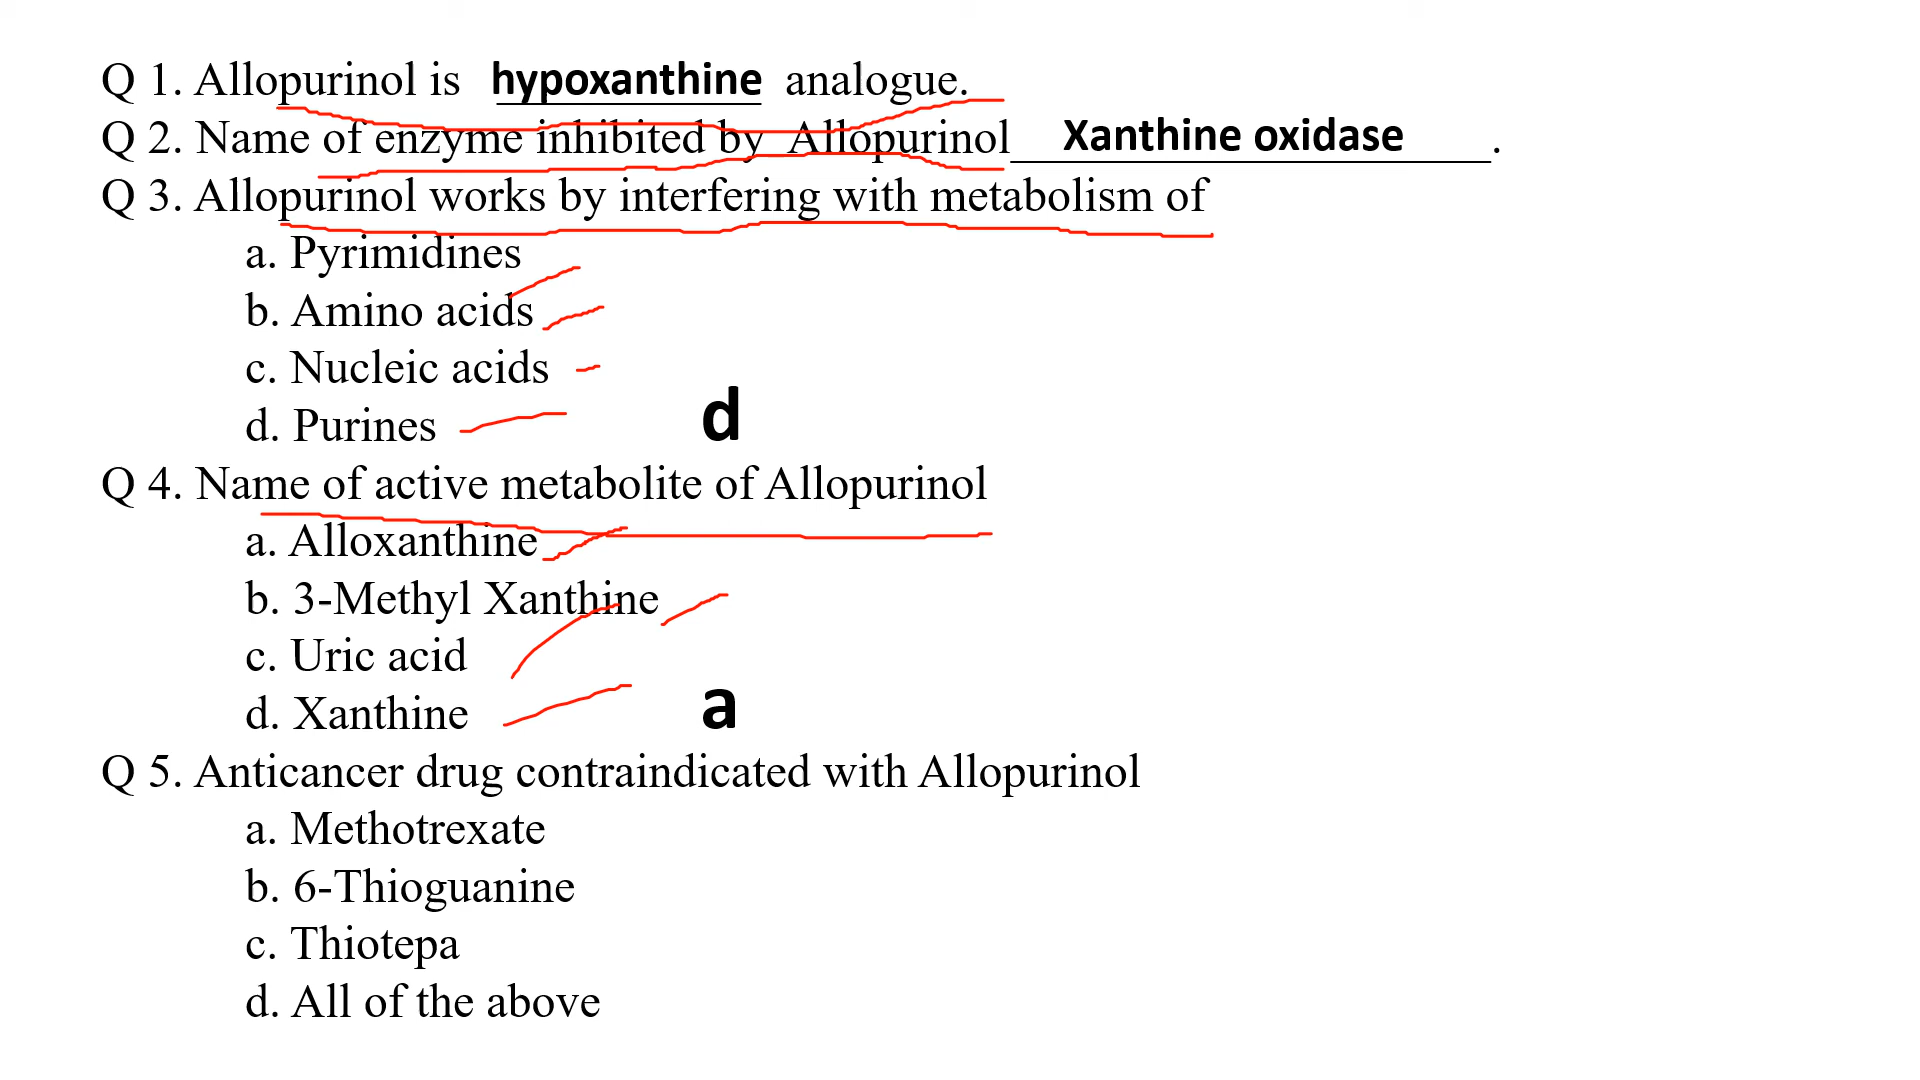 Q 1. Allopurinol is hypoxanthine analogue.
Q 2. Name of enzyme inhibited by Allopurinol Xanthine oxidase.
Q 3. Allopurinol works by interfering with metabolism of
a. Pyrimidines
b. Amino acids
c. Nucleic acids
d. Purines d
Q 4. Name of active metabolite of Allopurinol
a. Alloxanthine
b. 3-Methyl Xanthine
c. Uric acid
d. Xanthine a
Q 5. Anticancer drug contraindicated with Allopurinol
a. Methotrexate
b. 6-Thioguanine
c. Thiotepa
d. All of the above